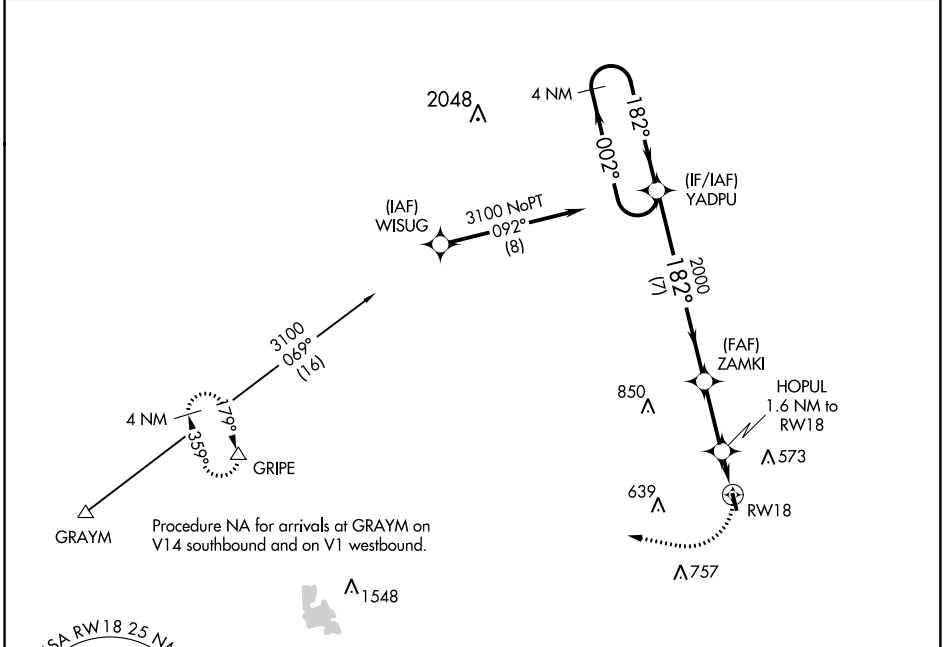 2048
4 NM
182°
002°
(IF/IAF)
YADPU
(IAF)
WISUG
3100 NoPT
092°
(8)
2000
182°
(7)
3100
069°
(16)
(FAF)
ZAMKI
HOPUL
1.6 NM to
RW18
850
573
4 NM
179°
359°
GRIPE
639
RW18
GRAYM
Procedure NA for arrivals at GRAYM on
V14 southbound and on V1 westbound.
757
1548
RW18 25